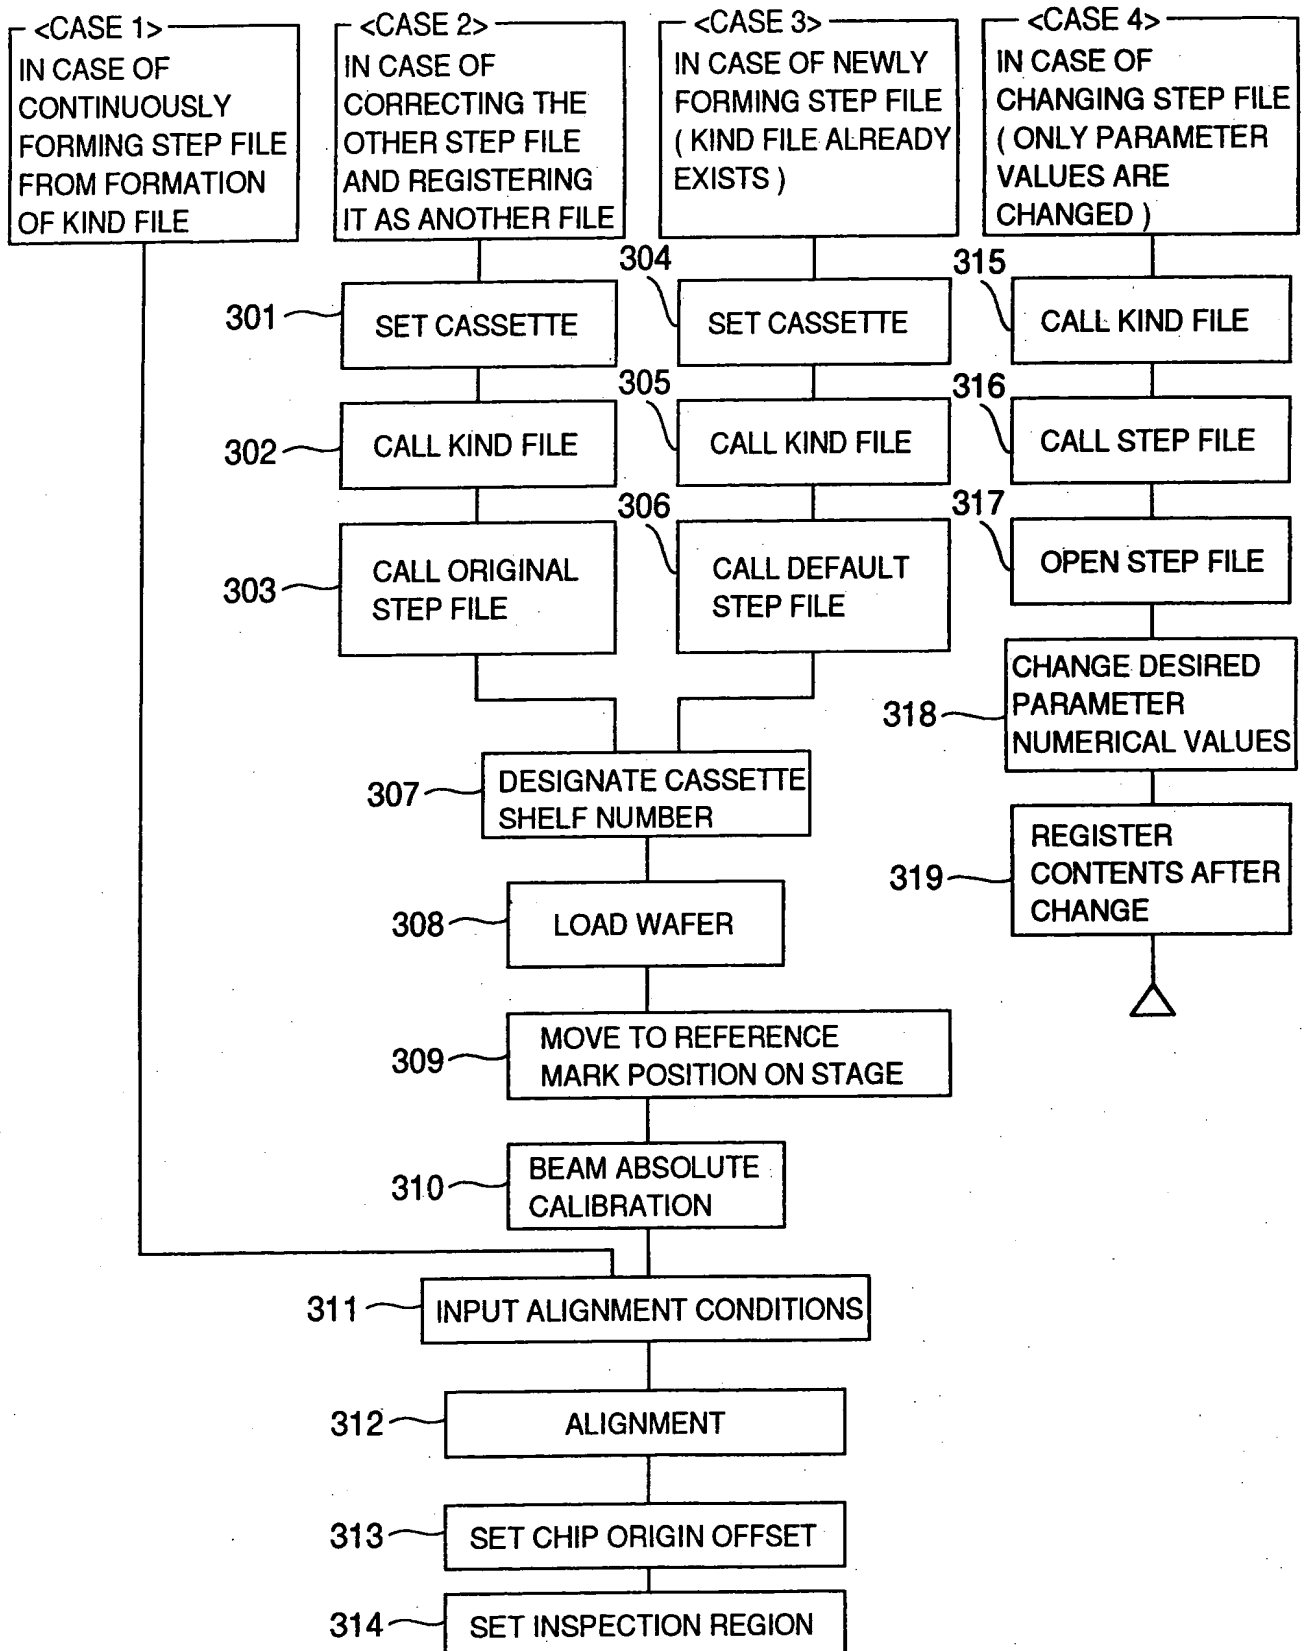 <CASE 1>
IN CASE OF
CONTINUOUSLY
FORMING STEP FILE
FROM FORMATION
OF KIND FILE
<CASE 2>
IN CASE OF
CORRECTING THE
OTHER STEP FILE
AND REGISTERING
IT AS ANOTHER FILE
<CASE 3>
IN CASE OF NEWLY
FORMING STEP FILE
( KIND FILE ALREADY
EXISTS )
<CASE 4>
IN CASE OF
CHANGING STEP FILE
( ONLY PARAMETER
VALUES ARE
CHANGED )
301
SET CASSETTE
304
SET CASSETTE
315
CALL KIND FILE
302
CALL KIND FILE
305
CALL KIND FILE
316
CALL STEP FILE
303
CALL ORIGINAL
STEP FILE
306
CALL DEFAULT
STEP FILE
317
OPEN STEP FILE
318
CHANGE DESIRED
PARAMETER
NUMERICAL VALUES
307
DESIGNATE CASSETTE
SHELF NUMBER
319
REGISTER
CONTENTS AFTER
CHANGE
308
LOAD WAFER
309
MOVE TO REFERENCE
MARK POSITION ON STAGE
310
BEAM ABSOLUTE
CALIBRATION
311
INPUT ALIGNMENT CONDITIONS
312
ALIGNMENT
313
SET CHIP ORIGIN OFFSET
314
SET INSPECTION REGION